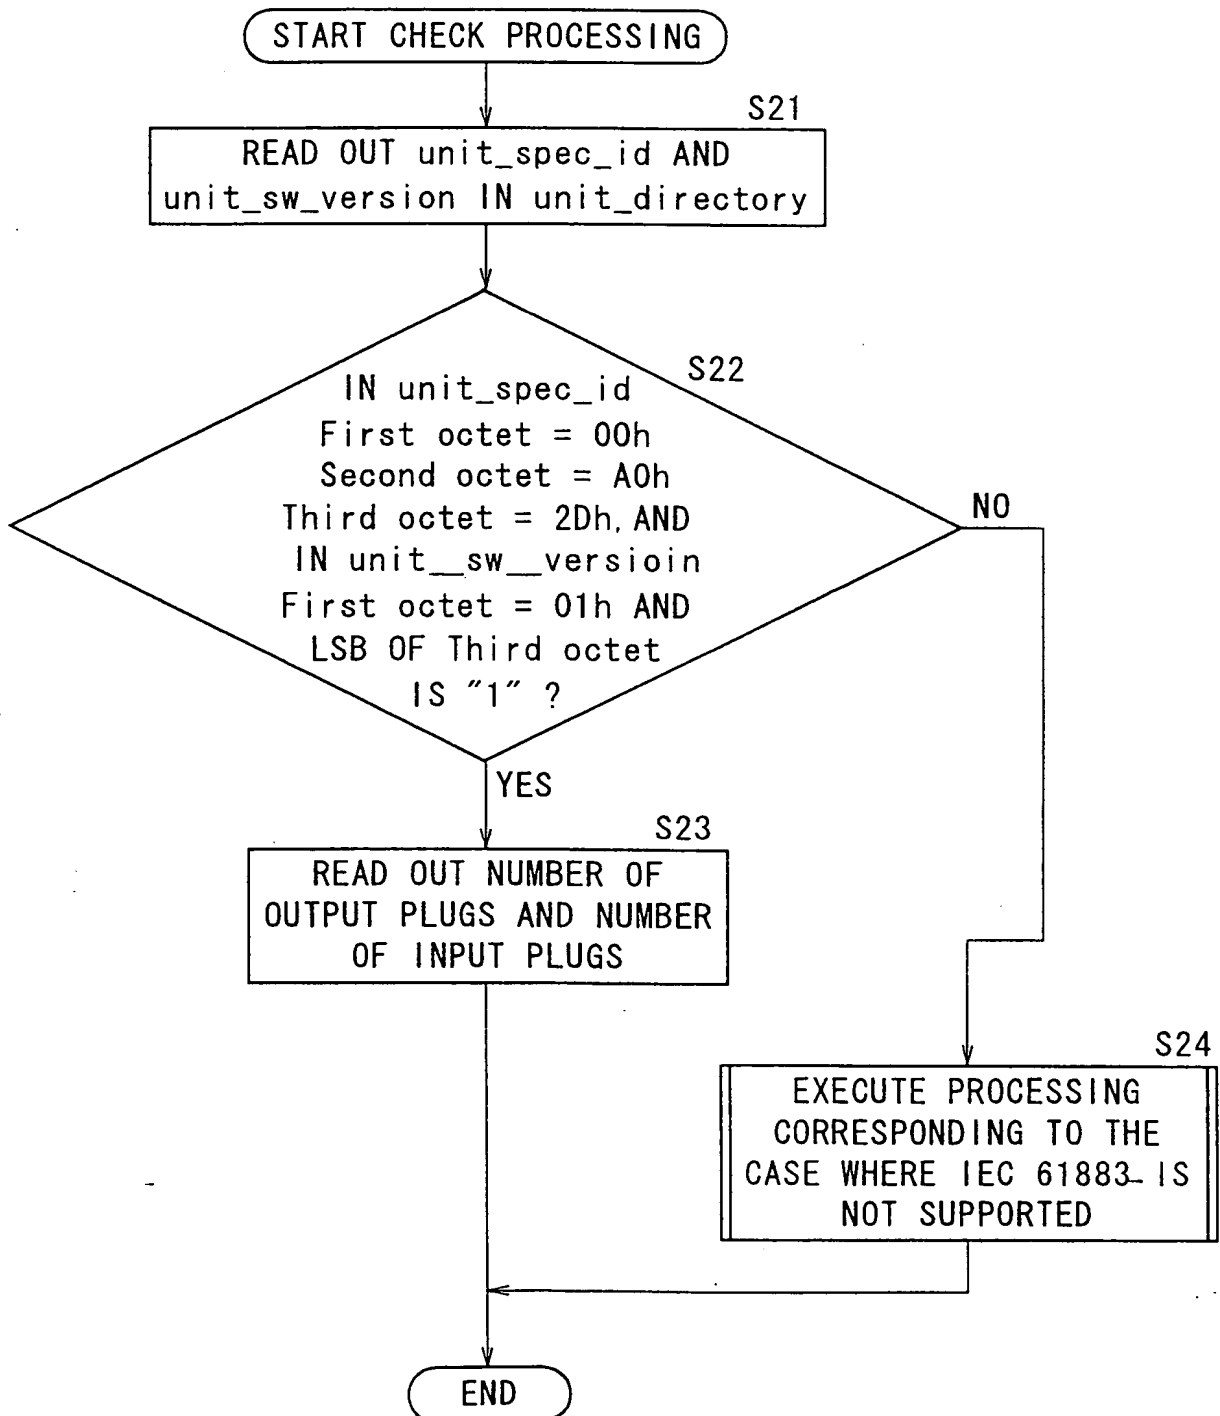 START CHECK PROCESSING
S21
READ OUT unit_spec_id AND
unit_sw_version IN unit_directory
S22
IN unit_spec_id
First octet = 00h
Second octet = A0h
Third octet = 2Dh, AND
IN unit__sw__versioin
First octet = 01h AND
LSB OF Third octet
IS "1" ?
NO
YES
S23
READ OUT NUMBER OF
OUTPUT PLUGS AND NUMBER
OF INPUT PLUGS
S24
EXECUTE PROCESSING
CORRESPONDING TO THE
CASE WHERE IEC 61883- IS
NOT SUPPORTED
END